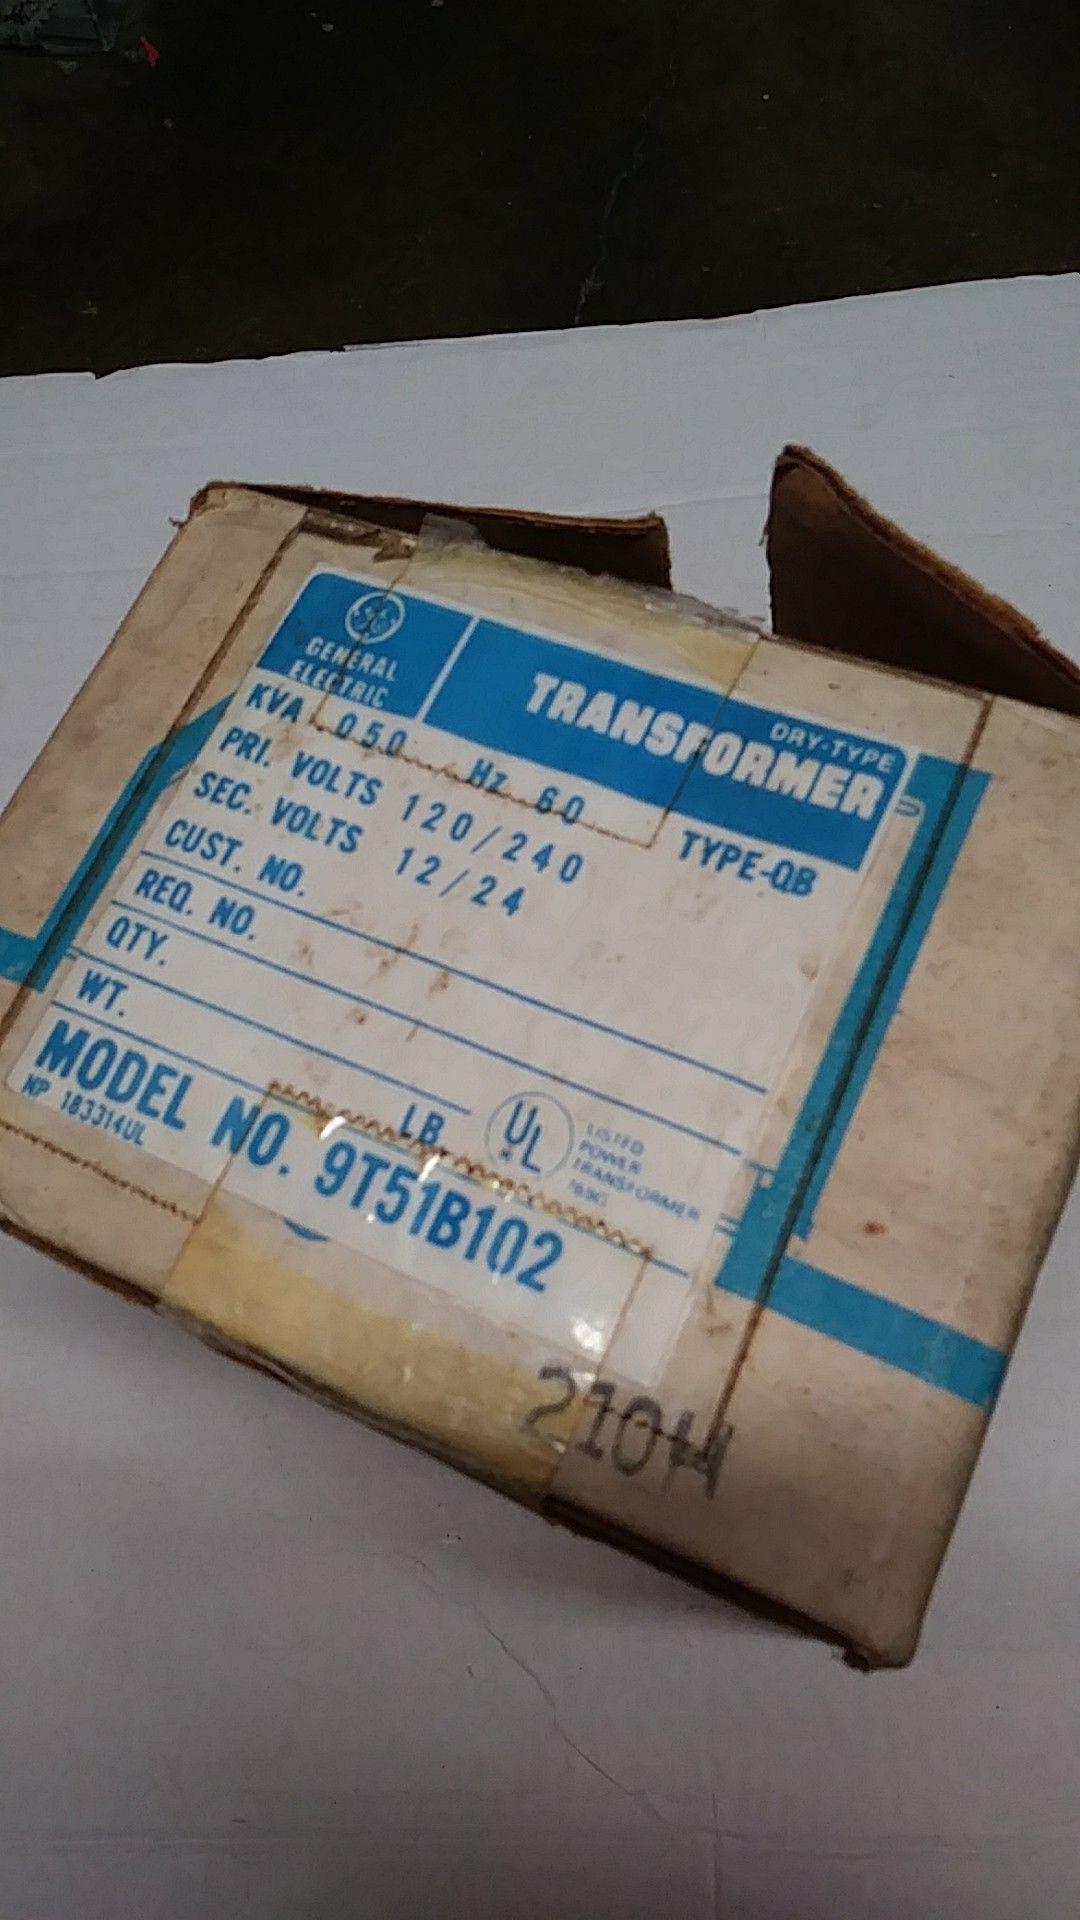 GENERAL
ELECTRIC
DRY-TYPE
TRANSFORMER
KVA .050 Hz 60 TYPE-QB
PRI. VOLTS 120/240
SEC. VOLTS 12/24
CUST. NO.
REQ. NO.
QTY.
WT. LB
UL
LISTED
POWER
TRANSFORMER
MODEL NO. 9T51B102
NP 183314UL
21014